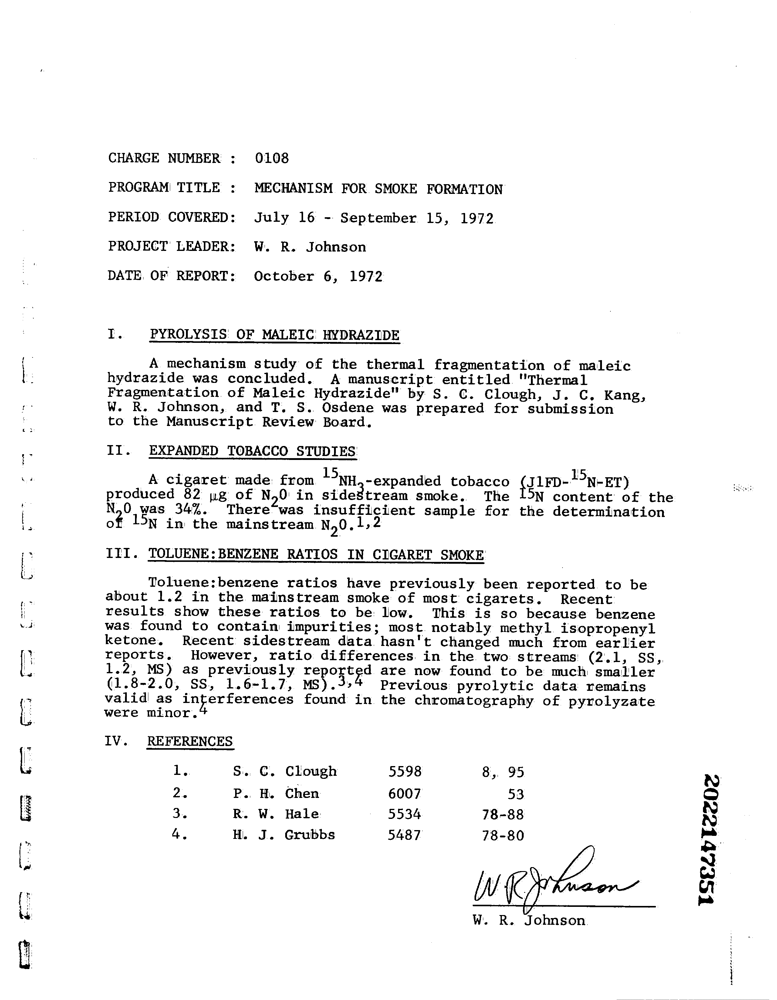 CHARGE NUMBER : 0108
PROGRAM TITLE : MECHANISM FOR SMOKE FORMATION
PERIOD COVERED: July 16 - September 15, 1972
PROJECT LEADER: W. R. Johnson
DATE OF REPORT: October 6, 1972
I. PYROLYSIS OF MALEIC HYDRAZIDE
A mechanism study of the thermal fragmentation of maleic
hydrazide was concluded. A manuscript entitled "Thermal
Fragmentation of Maleic Hydrazide" by S. C. Clough, J. C. Kang,
W. R. Johnson, and T. S. Osdene was prepared for submission
to the Manuscript Review Board.
II. EXPANDED TOBACCO STUDIES
A cigaret made from ¹⁵NH₃-expanded tobacco (J1FD-¹⁵N-ET)
produced 82 µg of N₂O in sidestream smoke. The ¹⁵N content of the
N₂O was 34%. There was insufficient sample for the determination
of ¹⁵N in the mainstream N₂O.¹,²
III. TOLUENE:BENZENE RATIOS IN CIGARET SMOKE
Toluene:benzene ratios have previously been reported to be
about 1.2 in the mainstream smoke of most cigarets. Recent
results show these ratios to be low. This is so because benzene
was found to contain impurities; most notably methyl isopropenyl
ketone. Recent sidestream data hasn't changed much from earlier
reports. However, ratio differences in the two streams (2.1, SS,
1.2, MS) as previously reported are now found to be much smaller
(1.8-2.0, SS, 1.6-1.7, MS).³,⁴ Previous pyrolytic data remains
valid as interferences found in the chromatography of pyrolyzate
were minor.⁴
IV. REFERENCES
1. S. C. Clough 5598 8, 95
2. P. H. Chen 6007 53
3. R. W. Hale 5534 78-88
4. H. J. Grubbs 5487 78-80
W R Johnson
W. R. Johnson
2022147351